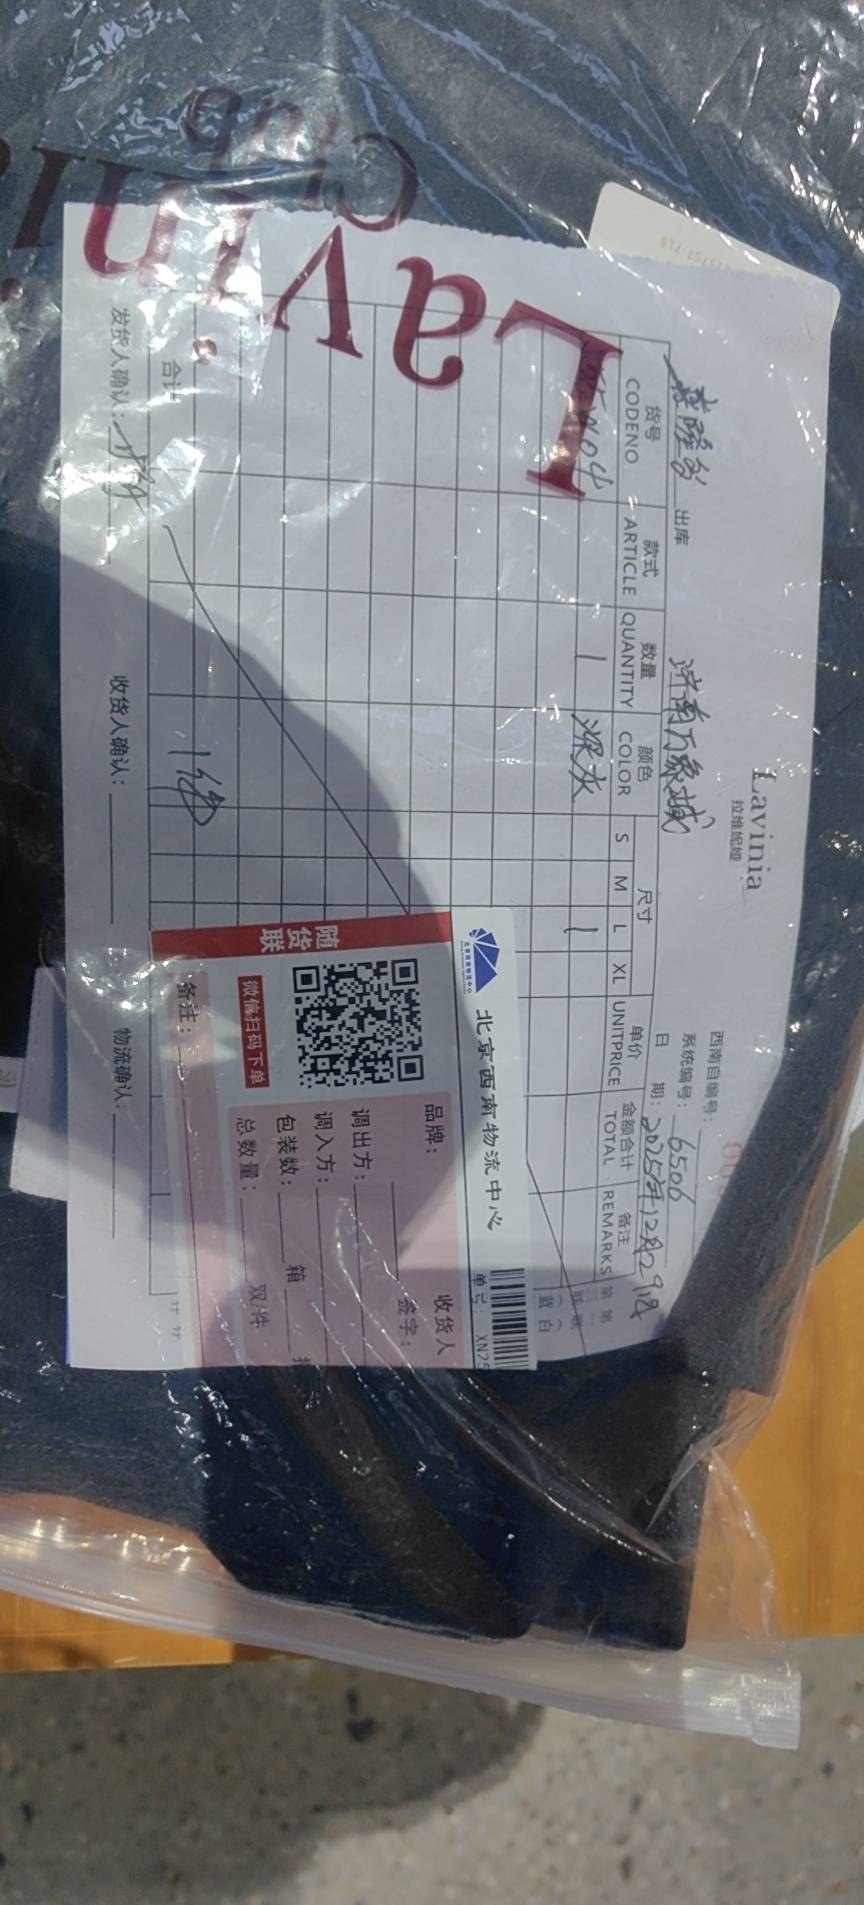 Lavinia
Club
Lavinia
拉维妮娅
西南自编号：
系统编号：6506
日 期：2025年12月29日
出库 济南万象城
货号 款式 数量 颜色 尺寸 单价 金额合计 备注
CODENO ARTICLE QUANTITY COLOR S M L XL UNITPRICE TOTAL REMARKS
1 深灰 1
合计 1件
发货人确认：
收货人确认：
物流确认：
北京西南物流中心
单号： XN25
随货联
微信扫码下单
品牌：
收货人
签字：
调出方：
调入方：
包装数： 箱
总数量： 双/件
备注：